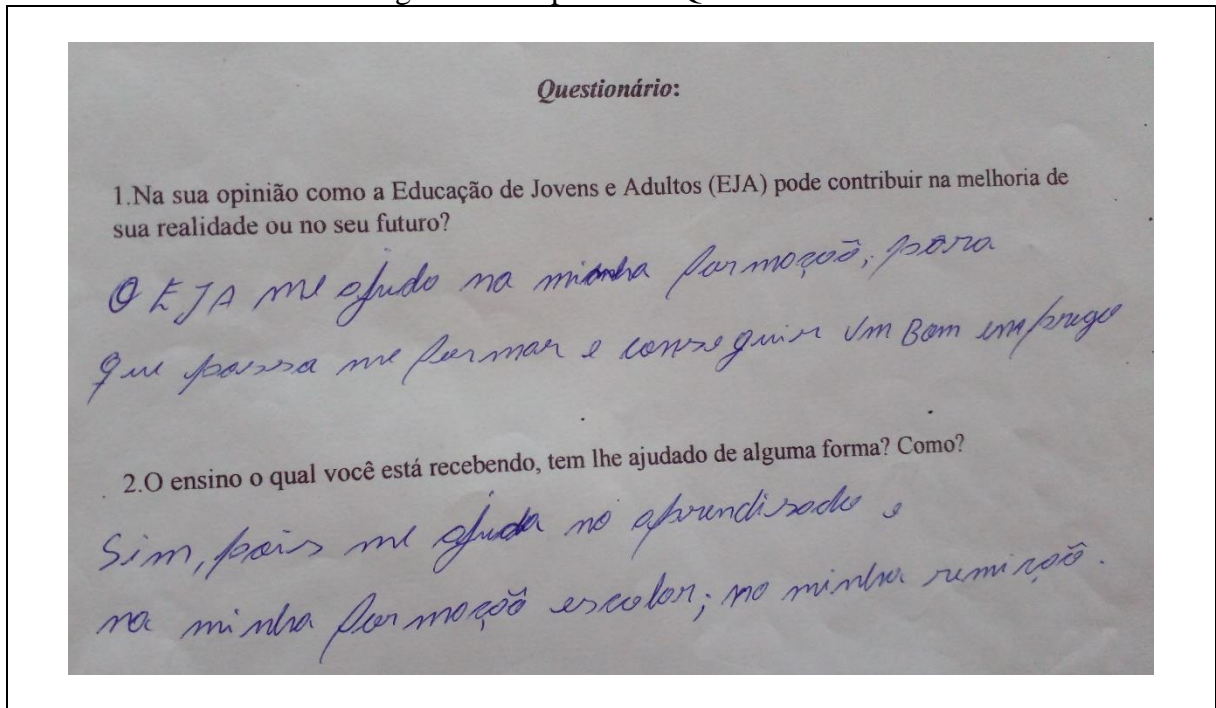 Questionário:
1.Na sua opinião como a Educação de Jovens e Adultos (EJA) pode contribuir na melhoria de
sua realidade ou no seu futuro?
O EJA me ajuda na minha formação, para
que possa me formar e conseguir um Bom emprego
2.O ensino o qual você está recebendo, tem lhe ajudado de alguma forma? Como?
Sim, pois me ajuda no aprendisado e
na minha formação escolar; na minha remição.